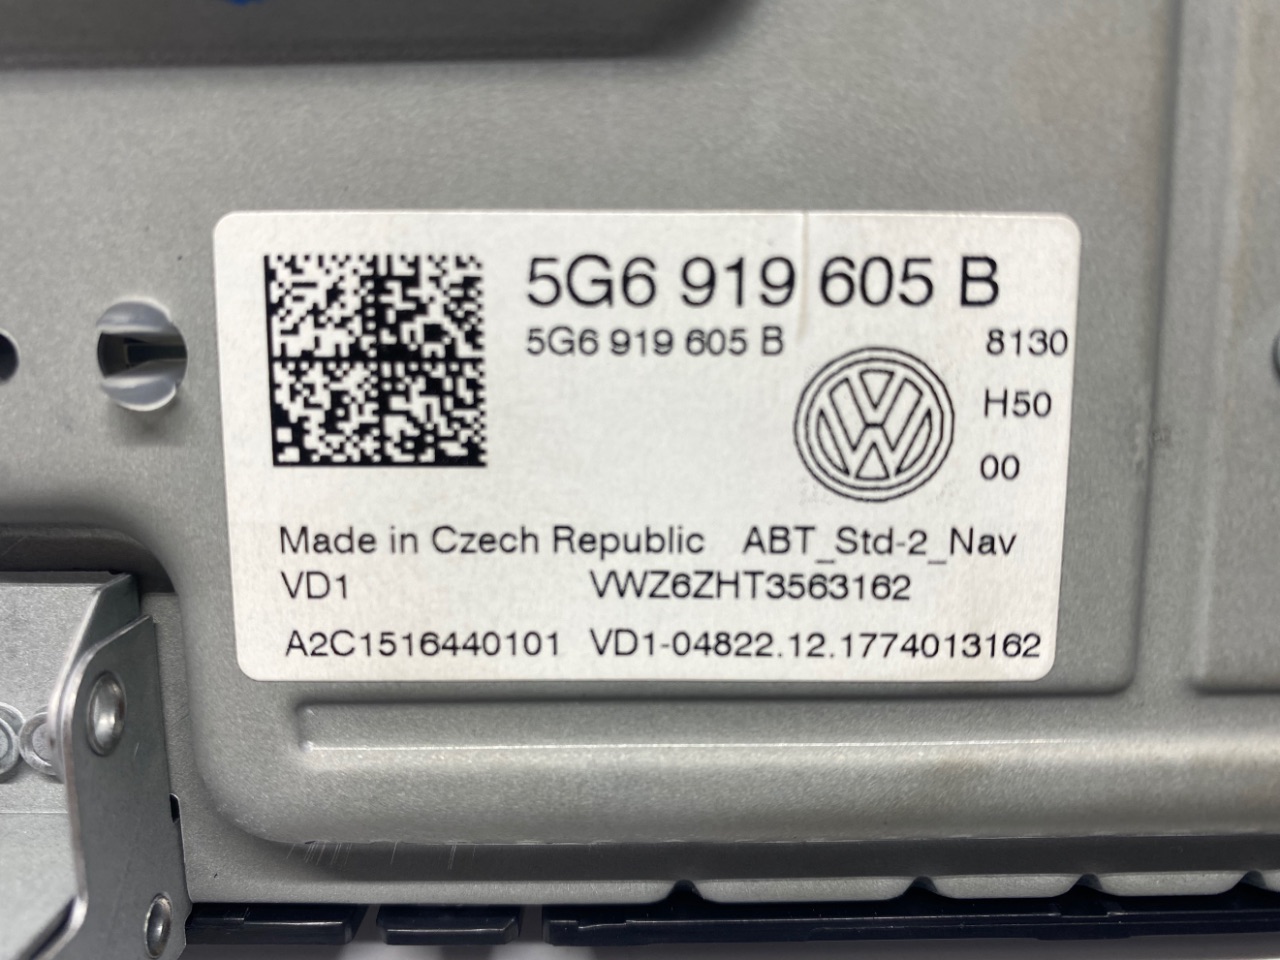 5G6 919 605 B
5G6 919 605 B
8130
H50
00
Made in Czech Republic ABT_Std-2_Nav
VD1 VWZ6ZHT3563162
A2C1516440101 VD1-04822.12.1774013162